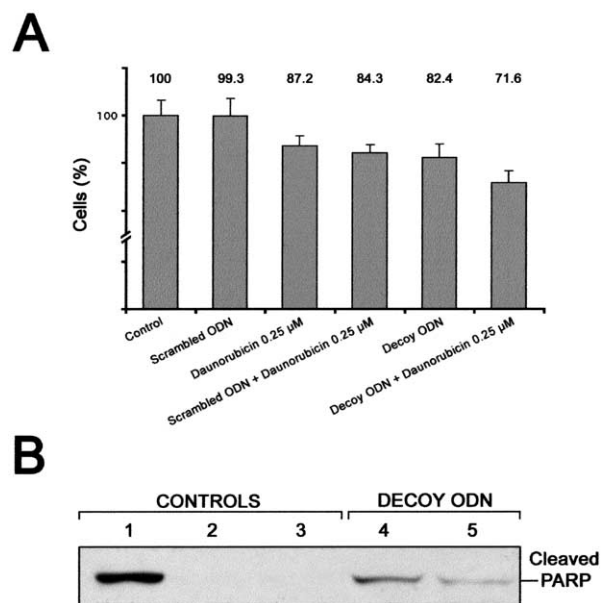 A
100 99.3 87.2 84.3 82.4 71.6
100
Cells (%)
Control
Scrambled ODN
Daunorubicin 0.25 µM
Scrambled ODN + Daunorubicin 0.25 µM
Decoy ODN
Decoy ODN + Daunorubicin 0.25 µM
B
CONTROLS DECOY ODN
1 2 3 4 5
Cleaved
PARP